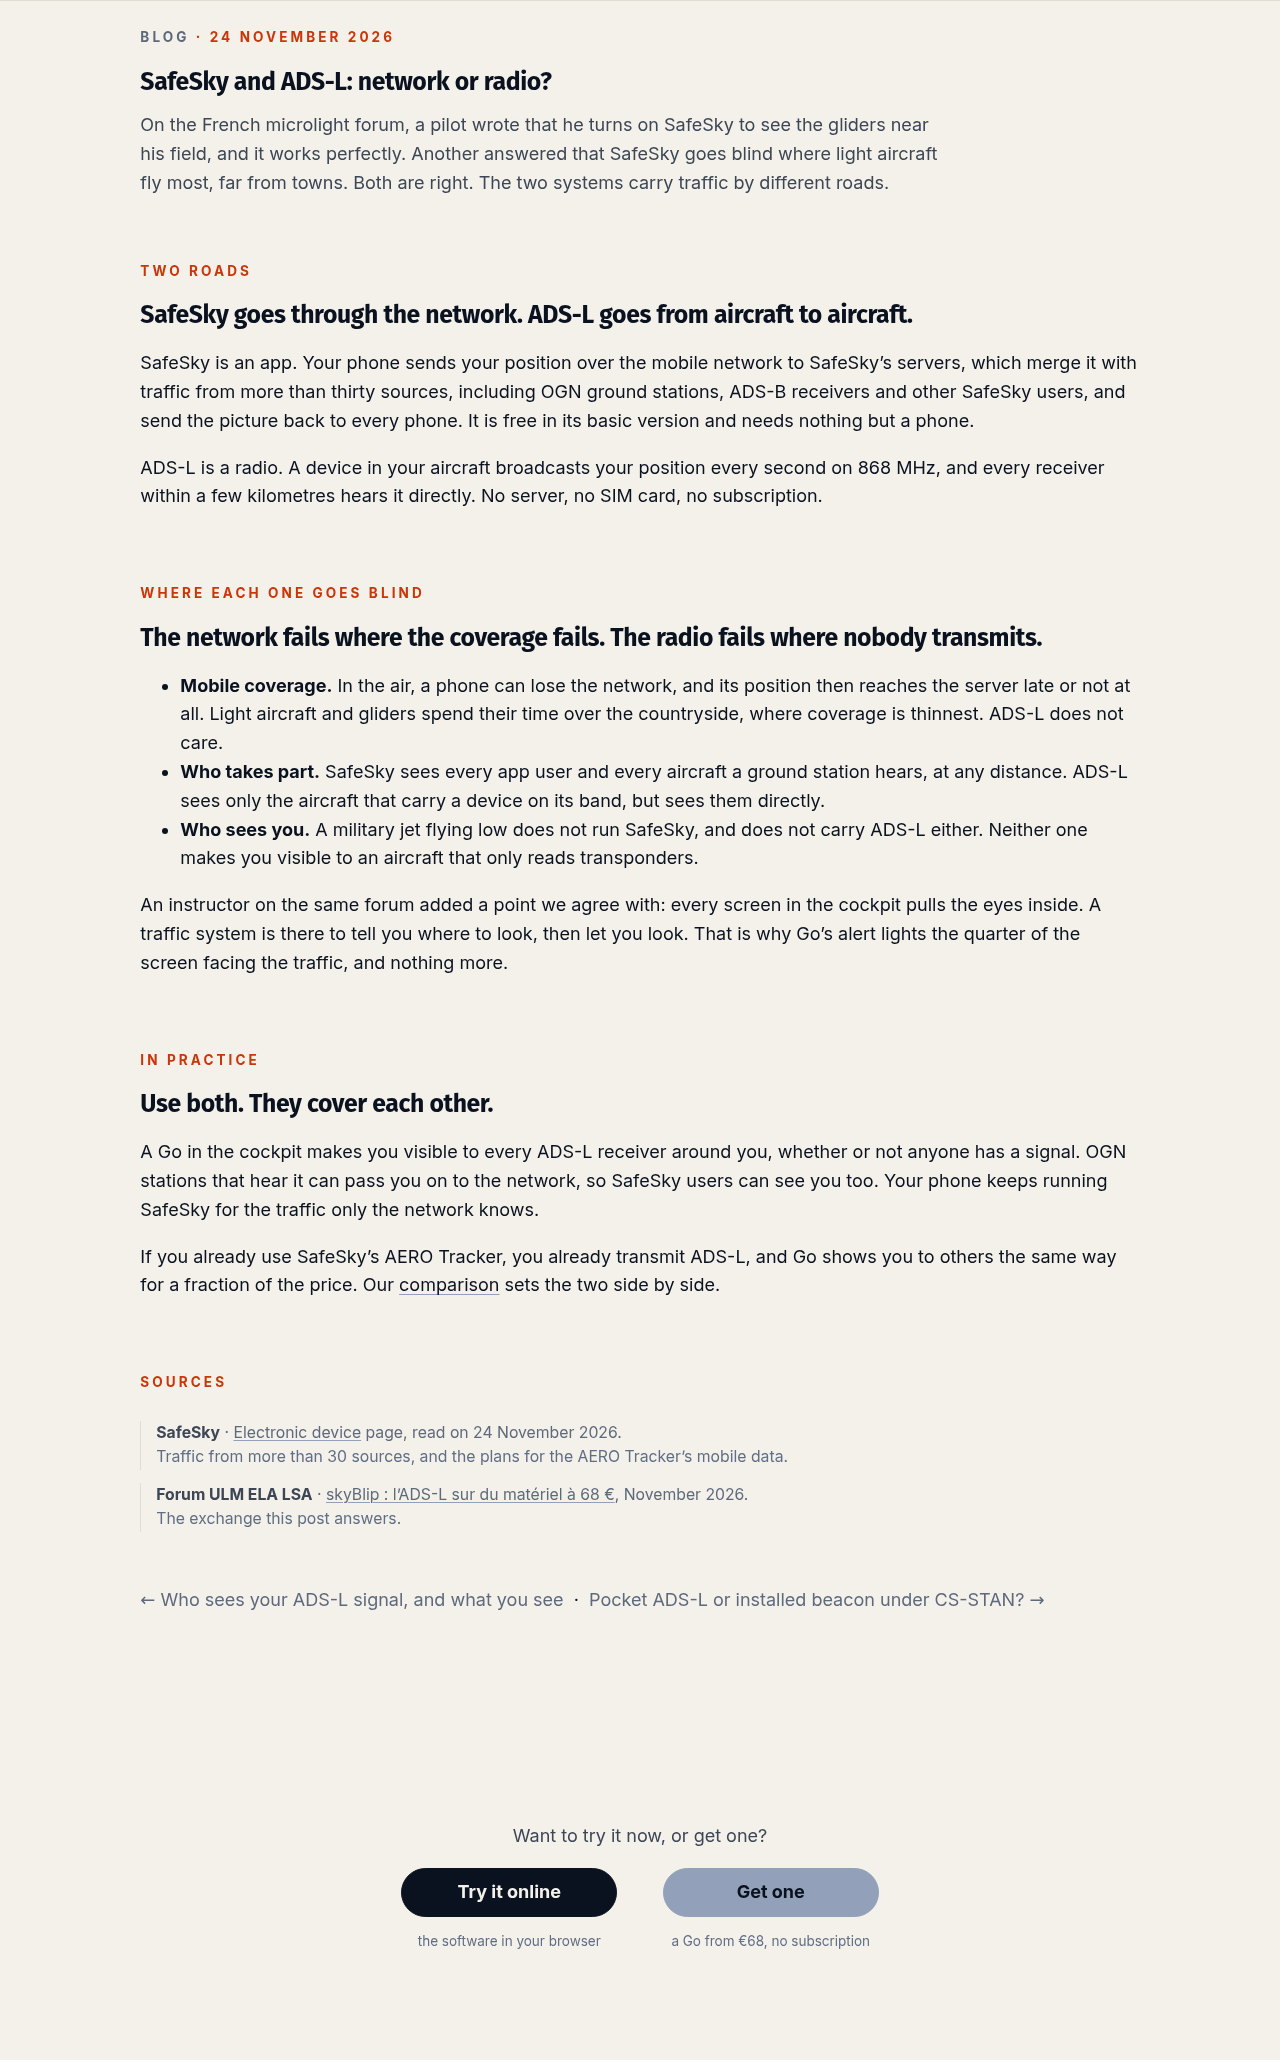 BLOG · 24 NOVEMBER 2026
SafeSky and ADS-L: network or radio?
On the French microlight forum, a pilot wrote that he turns on SafeSky to see the gliders near
his field, and it works perfectly. Another answered that SafeSky goes blind where light aircraft
fly most, far from towns. Both are right. The two systems carry traffic by different roads.
TWO ROADS
SafeSky goes through the network. ADS-L goes from aircraft to aircraft.
SafeSky is an app. Your phone sends your position over the mobile network to SafeSky’s servers, which merge it with
traffic from more than thirty sources, including OGN ground stations, ADS-B receivers and other SafeSky users, and
send the picture back to every phone. It is free in its basic version and needs nothing but a phone.
ADS-L is a radio. A device in your aircraft broadcasts your position every second on 868 MHz, and every receiver
within a few kilometres hears it directly. No server, no SIM card, no subscription.
WHERE EACH ONE GOES BLIND
The network fails where the coverage fails. The radio fails where nobody transmits.
• Mobile coverage. In the air, a phone can lose the network, and its position then reaches the server late or not at
all. Light aircraft and gliders spend their time over the countryside, where coverage is thinnest. ADS-L does not
care.
• Who takes part. SafeSky sees every app user and every aircraft a ground station hears, at any distance. ADS-L
sees only the aircraft that carry a device on its band, but sees them directly.
• Who sees you. A military jet flying low does not run SafeSky, and does not carry ADS-L either. Neither one
makes you visible to an aircraft that only reads transponders.
An instructor on the same forum added a point we agree with: every screen in the cockpit pulls the eyes inside. A
traffic system is there to tell you where to look, then let you look. That is why Go’s alert lights the quarter of the
screen facing the traffic, and nothing more.
IN PRACTICE
Use both. They cover each other.
A Go in the cockpit makes you visible to every ADS-L receiver around you, whether or not anyone has a signal. OGN
stations that hear it can pass you on to the network, so SafeSky users can see you too. Your phone keeps running
SafeSky for the traffic only the network knows.
If you already use SafeSky’s AERO Tracker, you already transmit ADS-L, and Go shows you to others the same way
for a fraction of the price. Our comparison sets the two side by side.
SOURCES
SafeSky · Electronic device page, read on 24 November 2026.
Traffic from more than 30 sources, and the plans for the AERO Tracker’s mobile data.
Forum ULM ELA LSA · skyBlip : l’ADS-L sur du matériel à 68 €, November 2026.
The exchange this post answers.
← Who sees your ADS-L signal, and what you see · Pocket ADS-L or installed beacon under CS-STAN? →
Want to try it now, or get one?
Try it online Get one
the software in your browser a Go from €68, no subscription